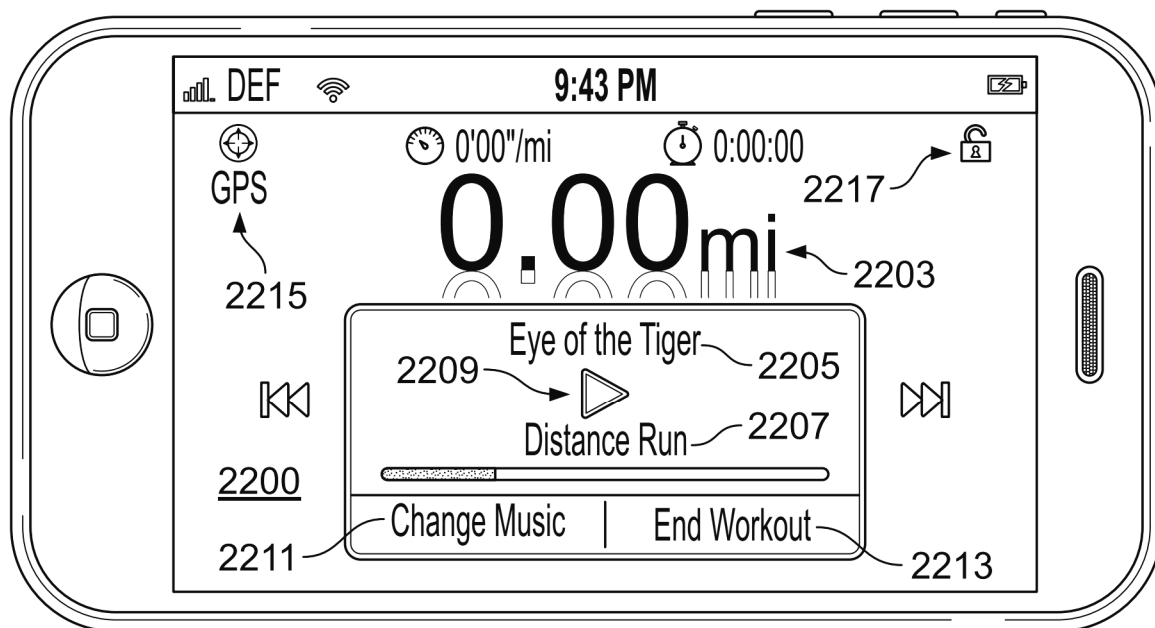 DEF 9:43 PM
0'00"/mi 0:00:00
GPS 2217
0.00mi 2203
2215
Eye of the Tiger 2205
2209
Distance Run 2207
2200
Change Music End Workout
2211 2213